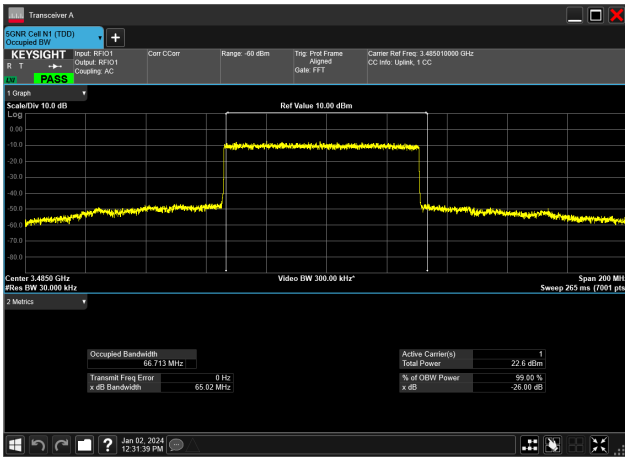 Transceiver A
5GNR Cell N1 (TDD)
Occupied BW
KEYSIGHT
R T
LXI
PASS
Input: RFIO1
Output: RFIO1
Coupling: AC
Corr CCorr
Range: -60 dBm
Trig: Prot Frame
Aligned
Gate: FFT
Carrier Ref Freq: 3.485010000 GHz
CC Info: Uplink, 1 CC
1 Graph
Scale/Div 10.0 dB
Ref Value 10.00 dBm
Log
0.00
-10.0
-20.0
-30.0
-40.0
-50.0
-60.0
-70.0
-80.0
Center 3.4850 GHz
Video BW 300.00 kHz*
Span 200 MHz
#Res BW 30.000 kHz
Sweep 265 ms (7001 pts
2 Metrics
Occupied Bandwidth
66.713 MHz
Transmit Freq Error 0 Hz
x dB Bandwidth 65.02 MHz
Active Carrier(s) 1
Total Power 22.6 dBm
% of OBW Power 99.00 %
x dB -26.00 dB
?
Jan 02, 2024
12:31:39 PM